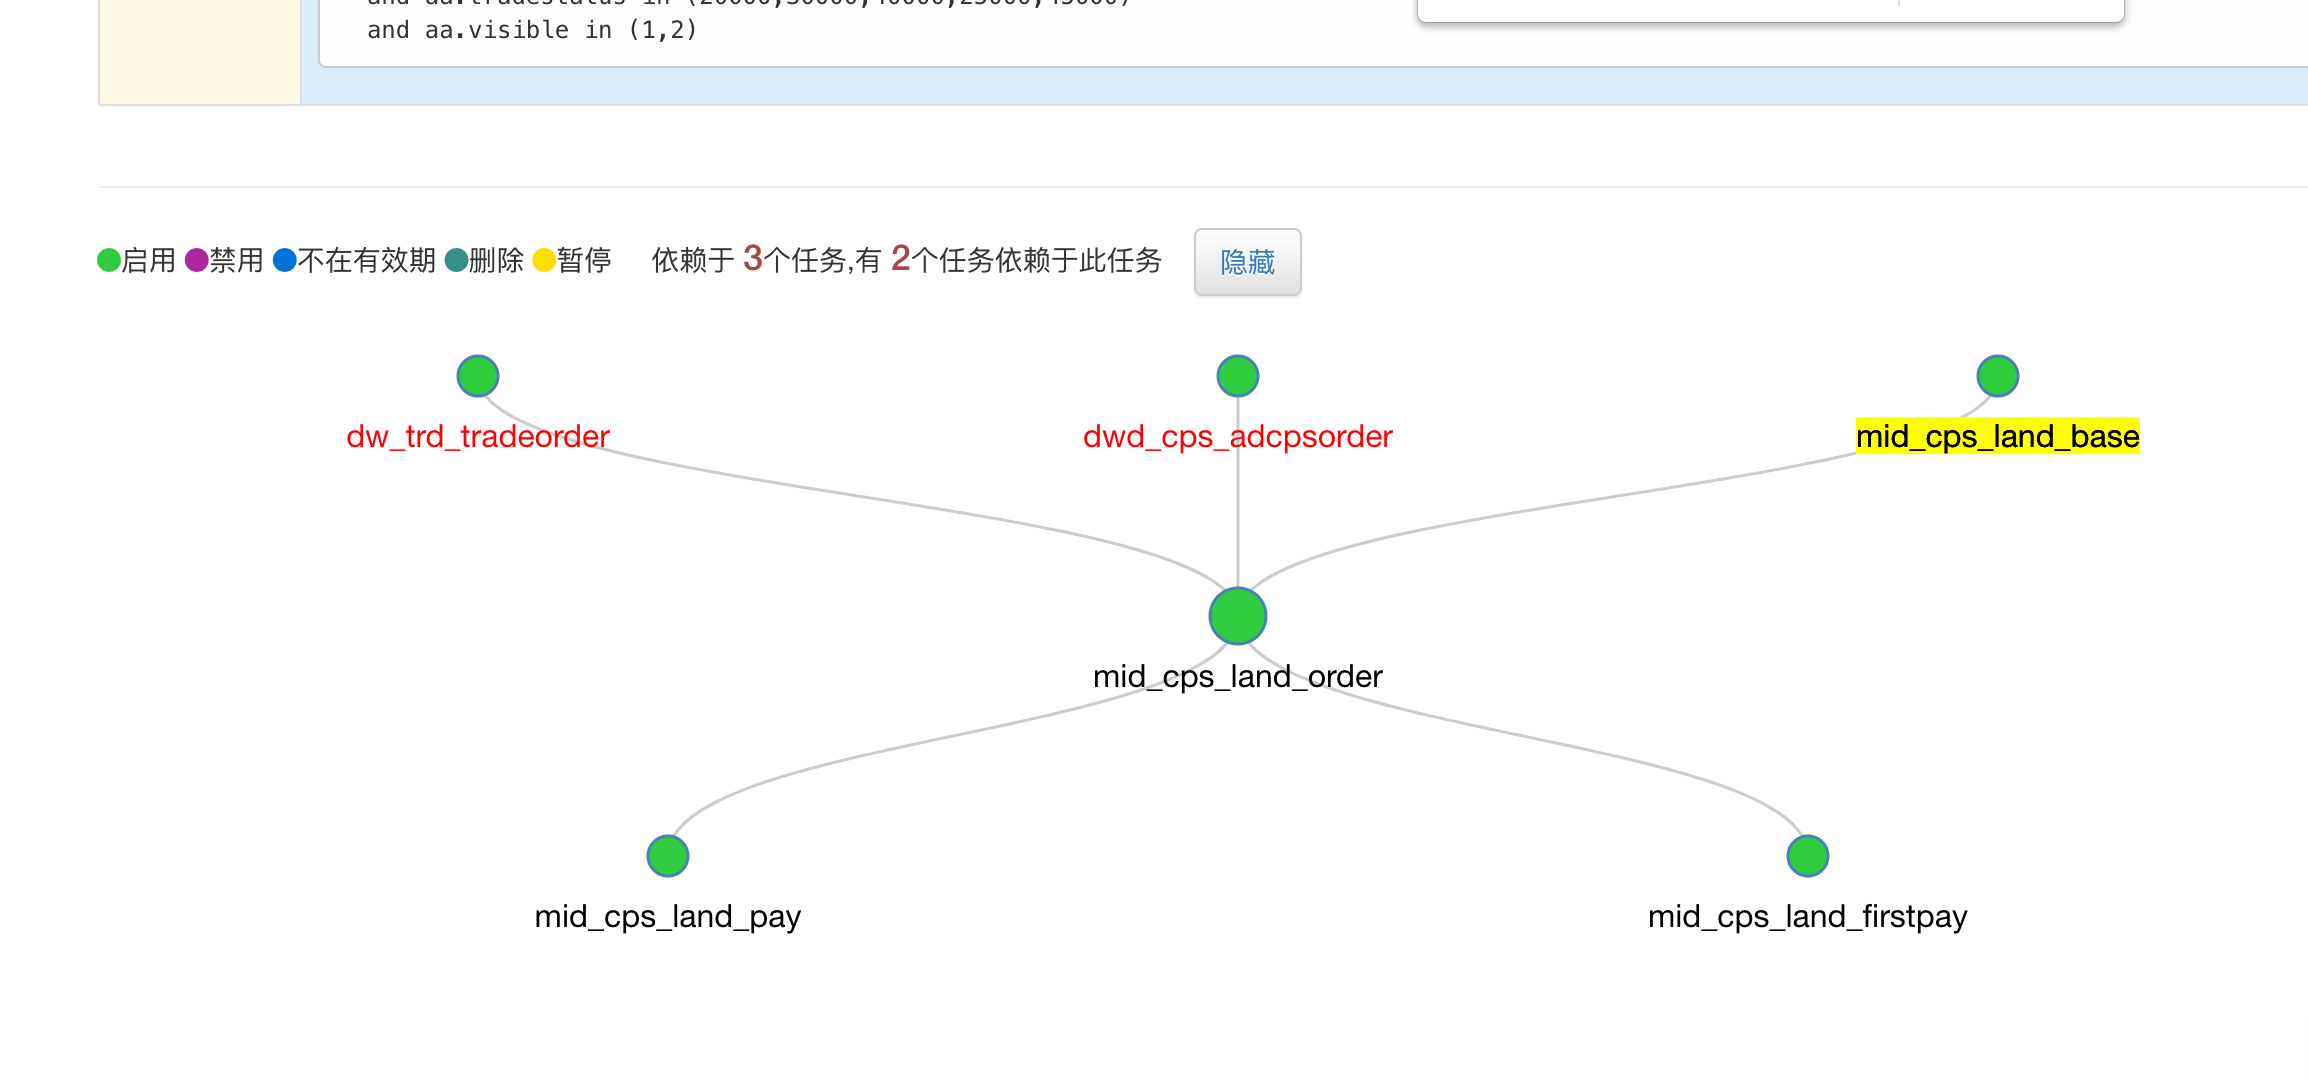 and aa.visible in (1,2)
启用 禁用 不在有效期 删除 暂停 依赖于 3个任务,有 2个任务依赖于此任务 隐藏
dw_trd_tradeorder dwd_cps_adcpsorder mid_cps_land_base
mid_cps_land_order
mid_cps_land_pay mid_cps_land_firstpay